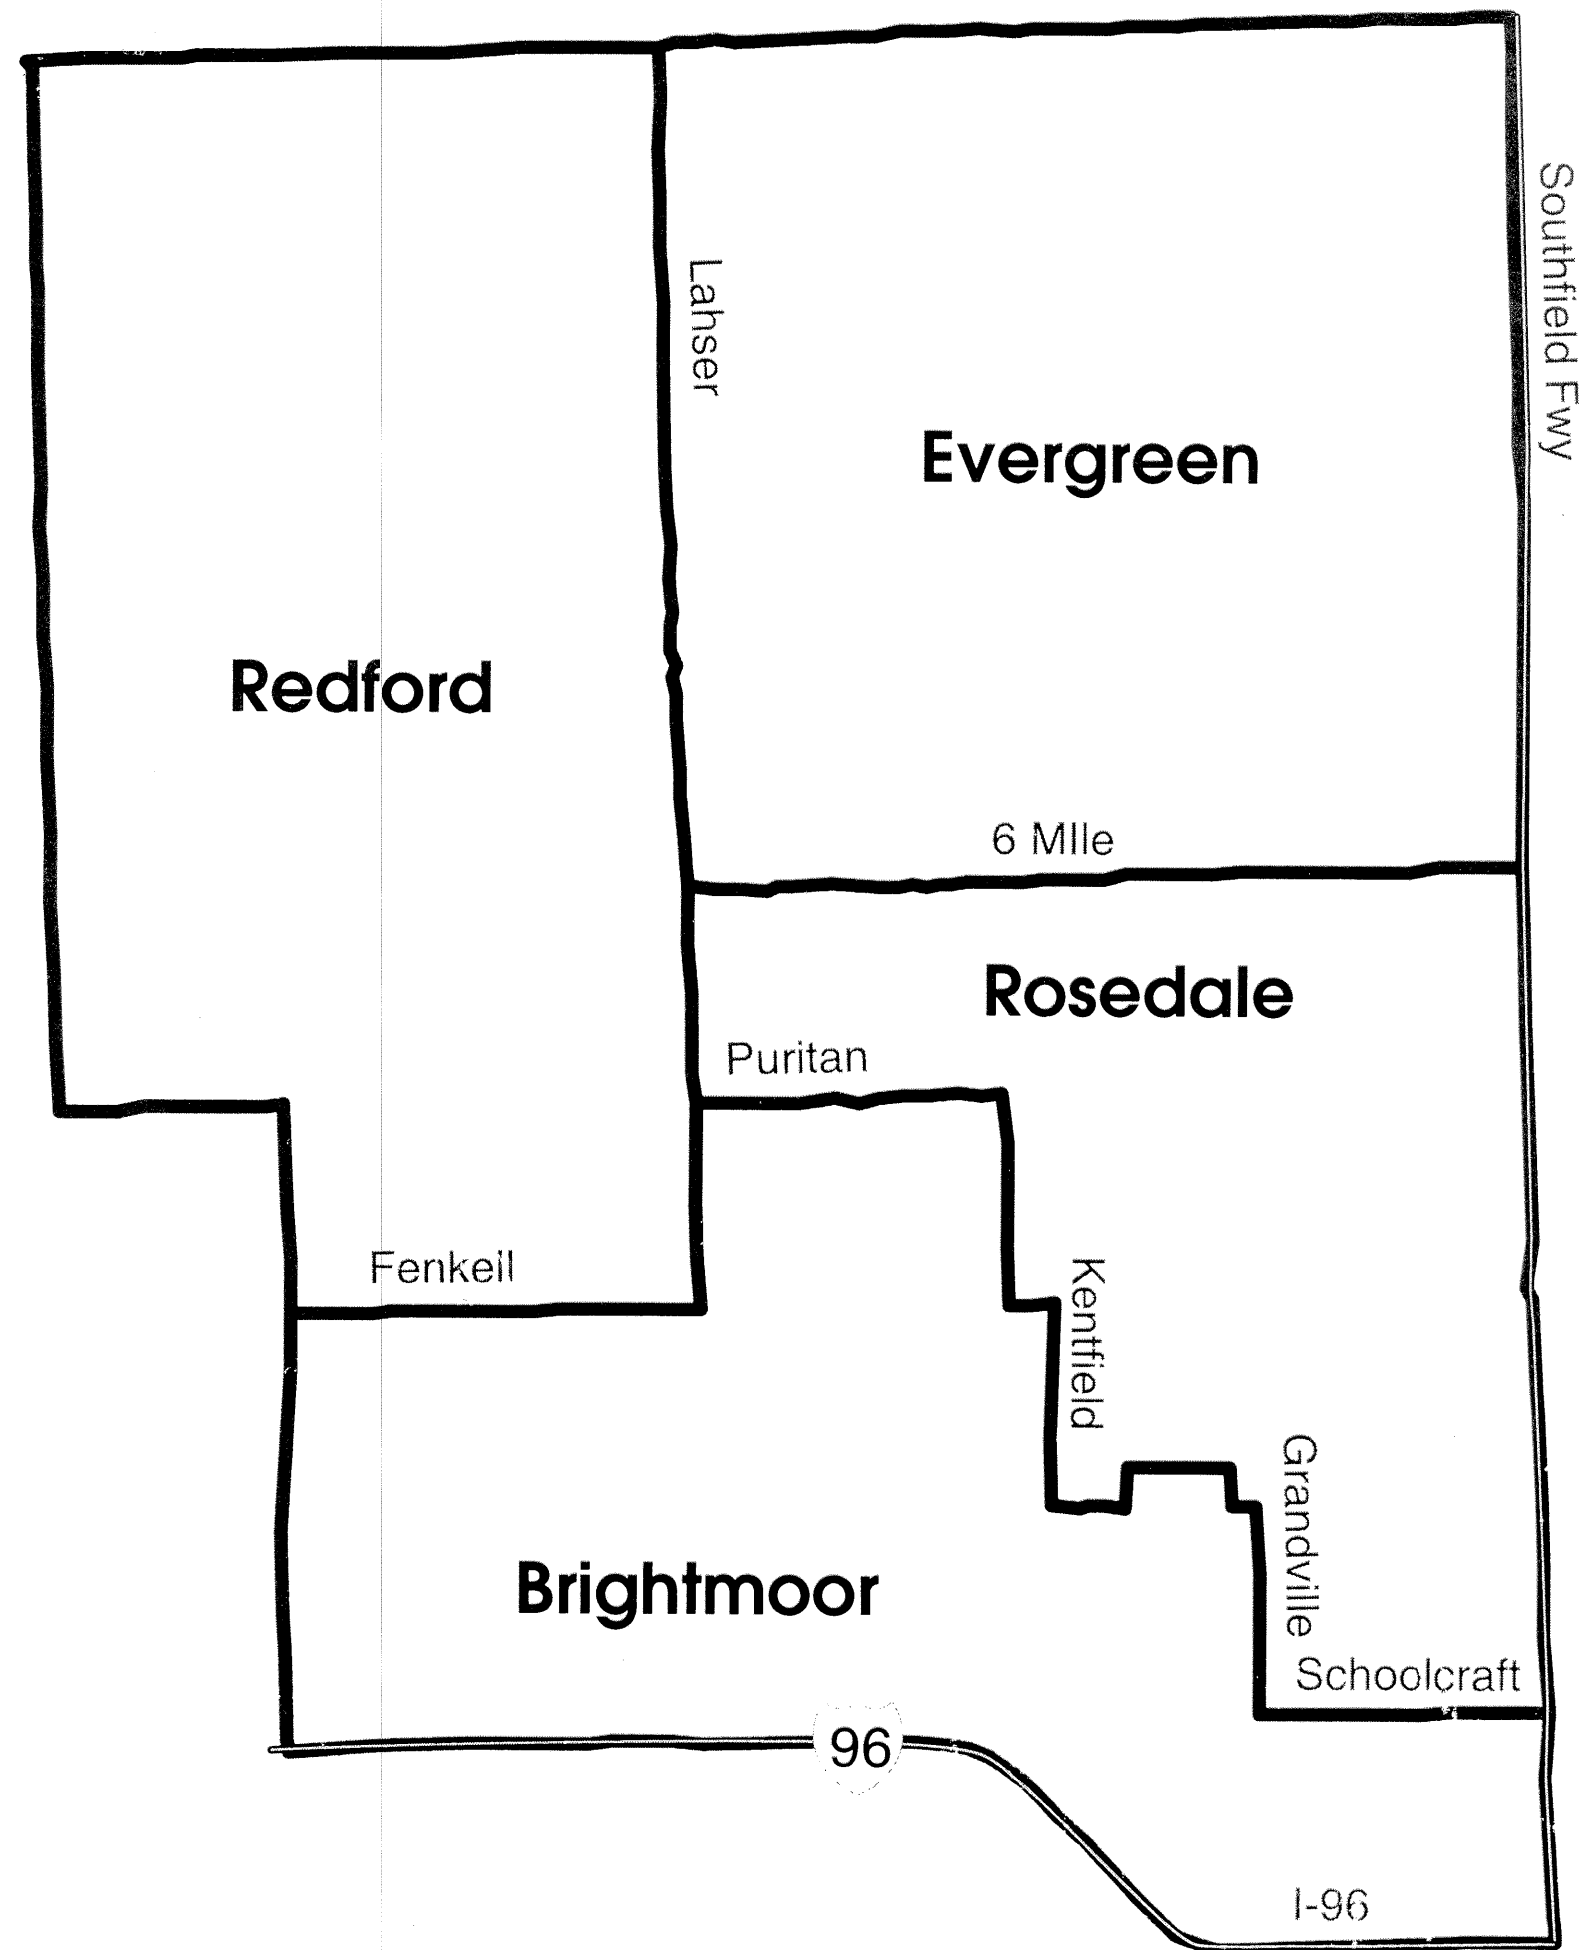 Southfield Fwy
Lahser
Evergreen
Redford
6 MIle
Rosedale
Puritan
Fenkell
Kentfield
Grandville
Brightmoor
Schoolcraft
96
I-96